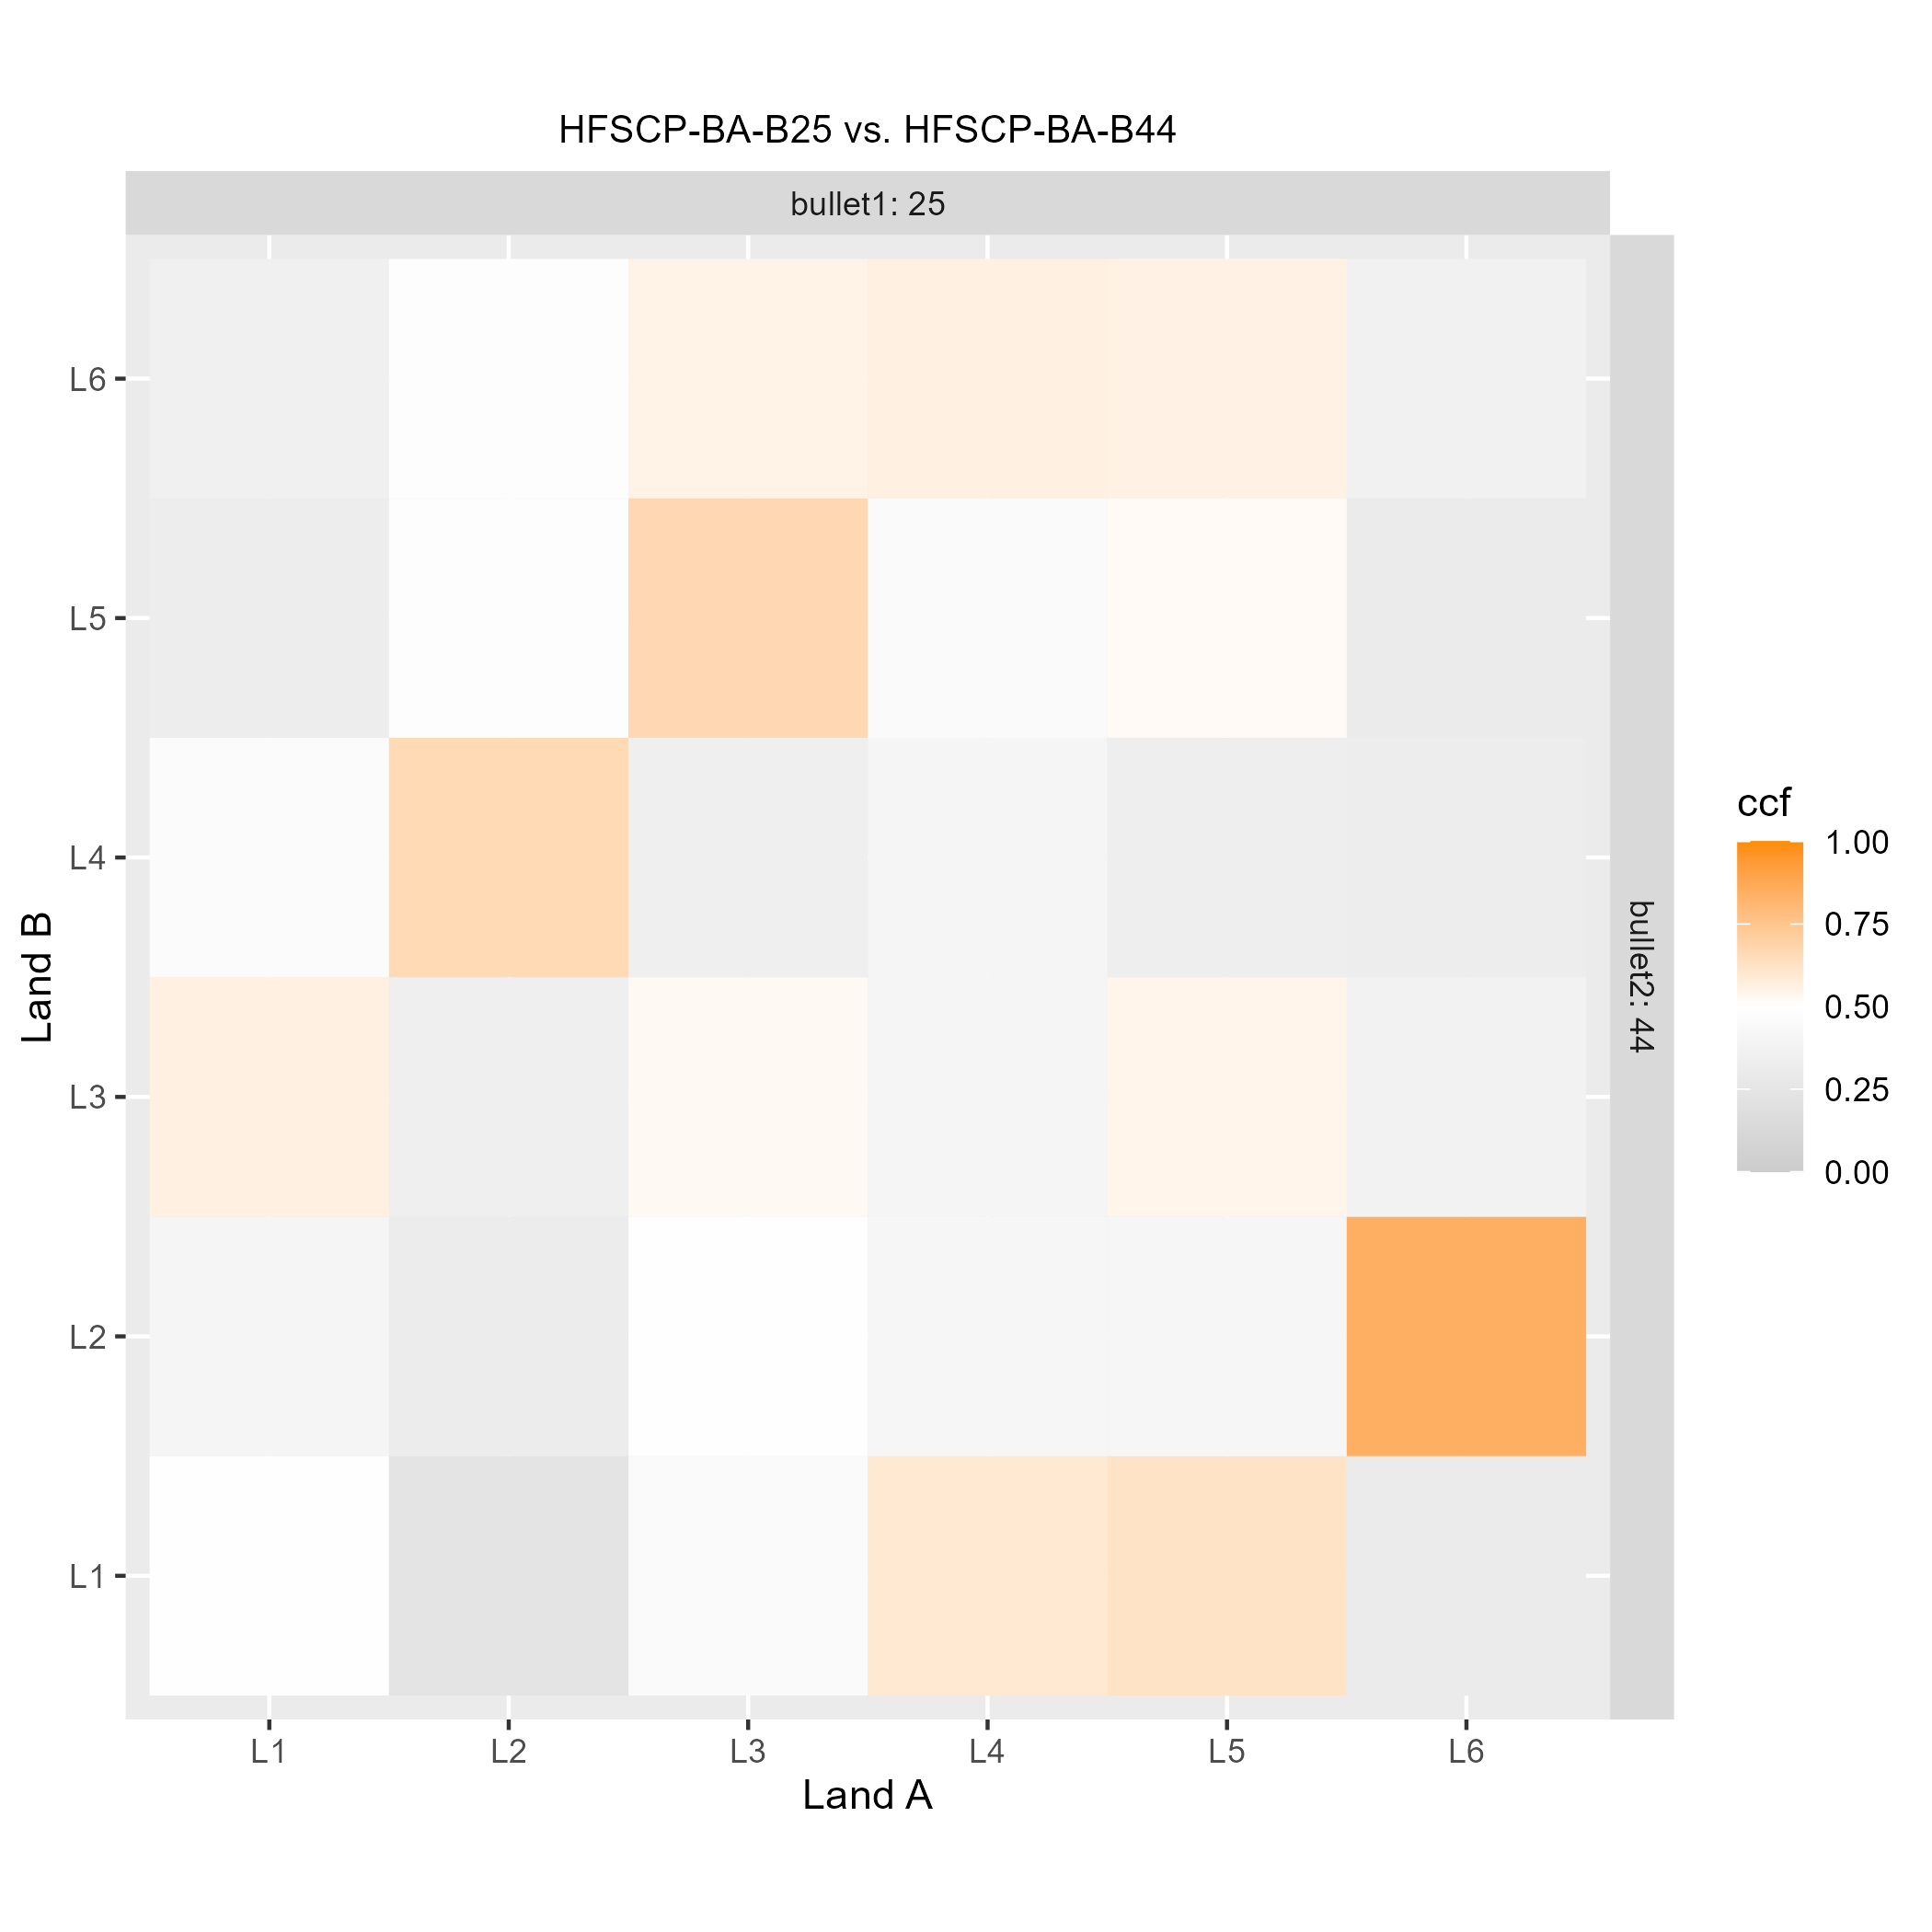 HFSCP-BA-B25 vs. HFSCP-BA-B44
bullet1: 25
L6
L5
L4
L3
L2
L1
Land B
L1 L2 L3 L4 L5 L6
Land A
bullet2: 44
ccf
1.00
0.75
0.50
0.25
0.00